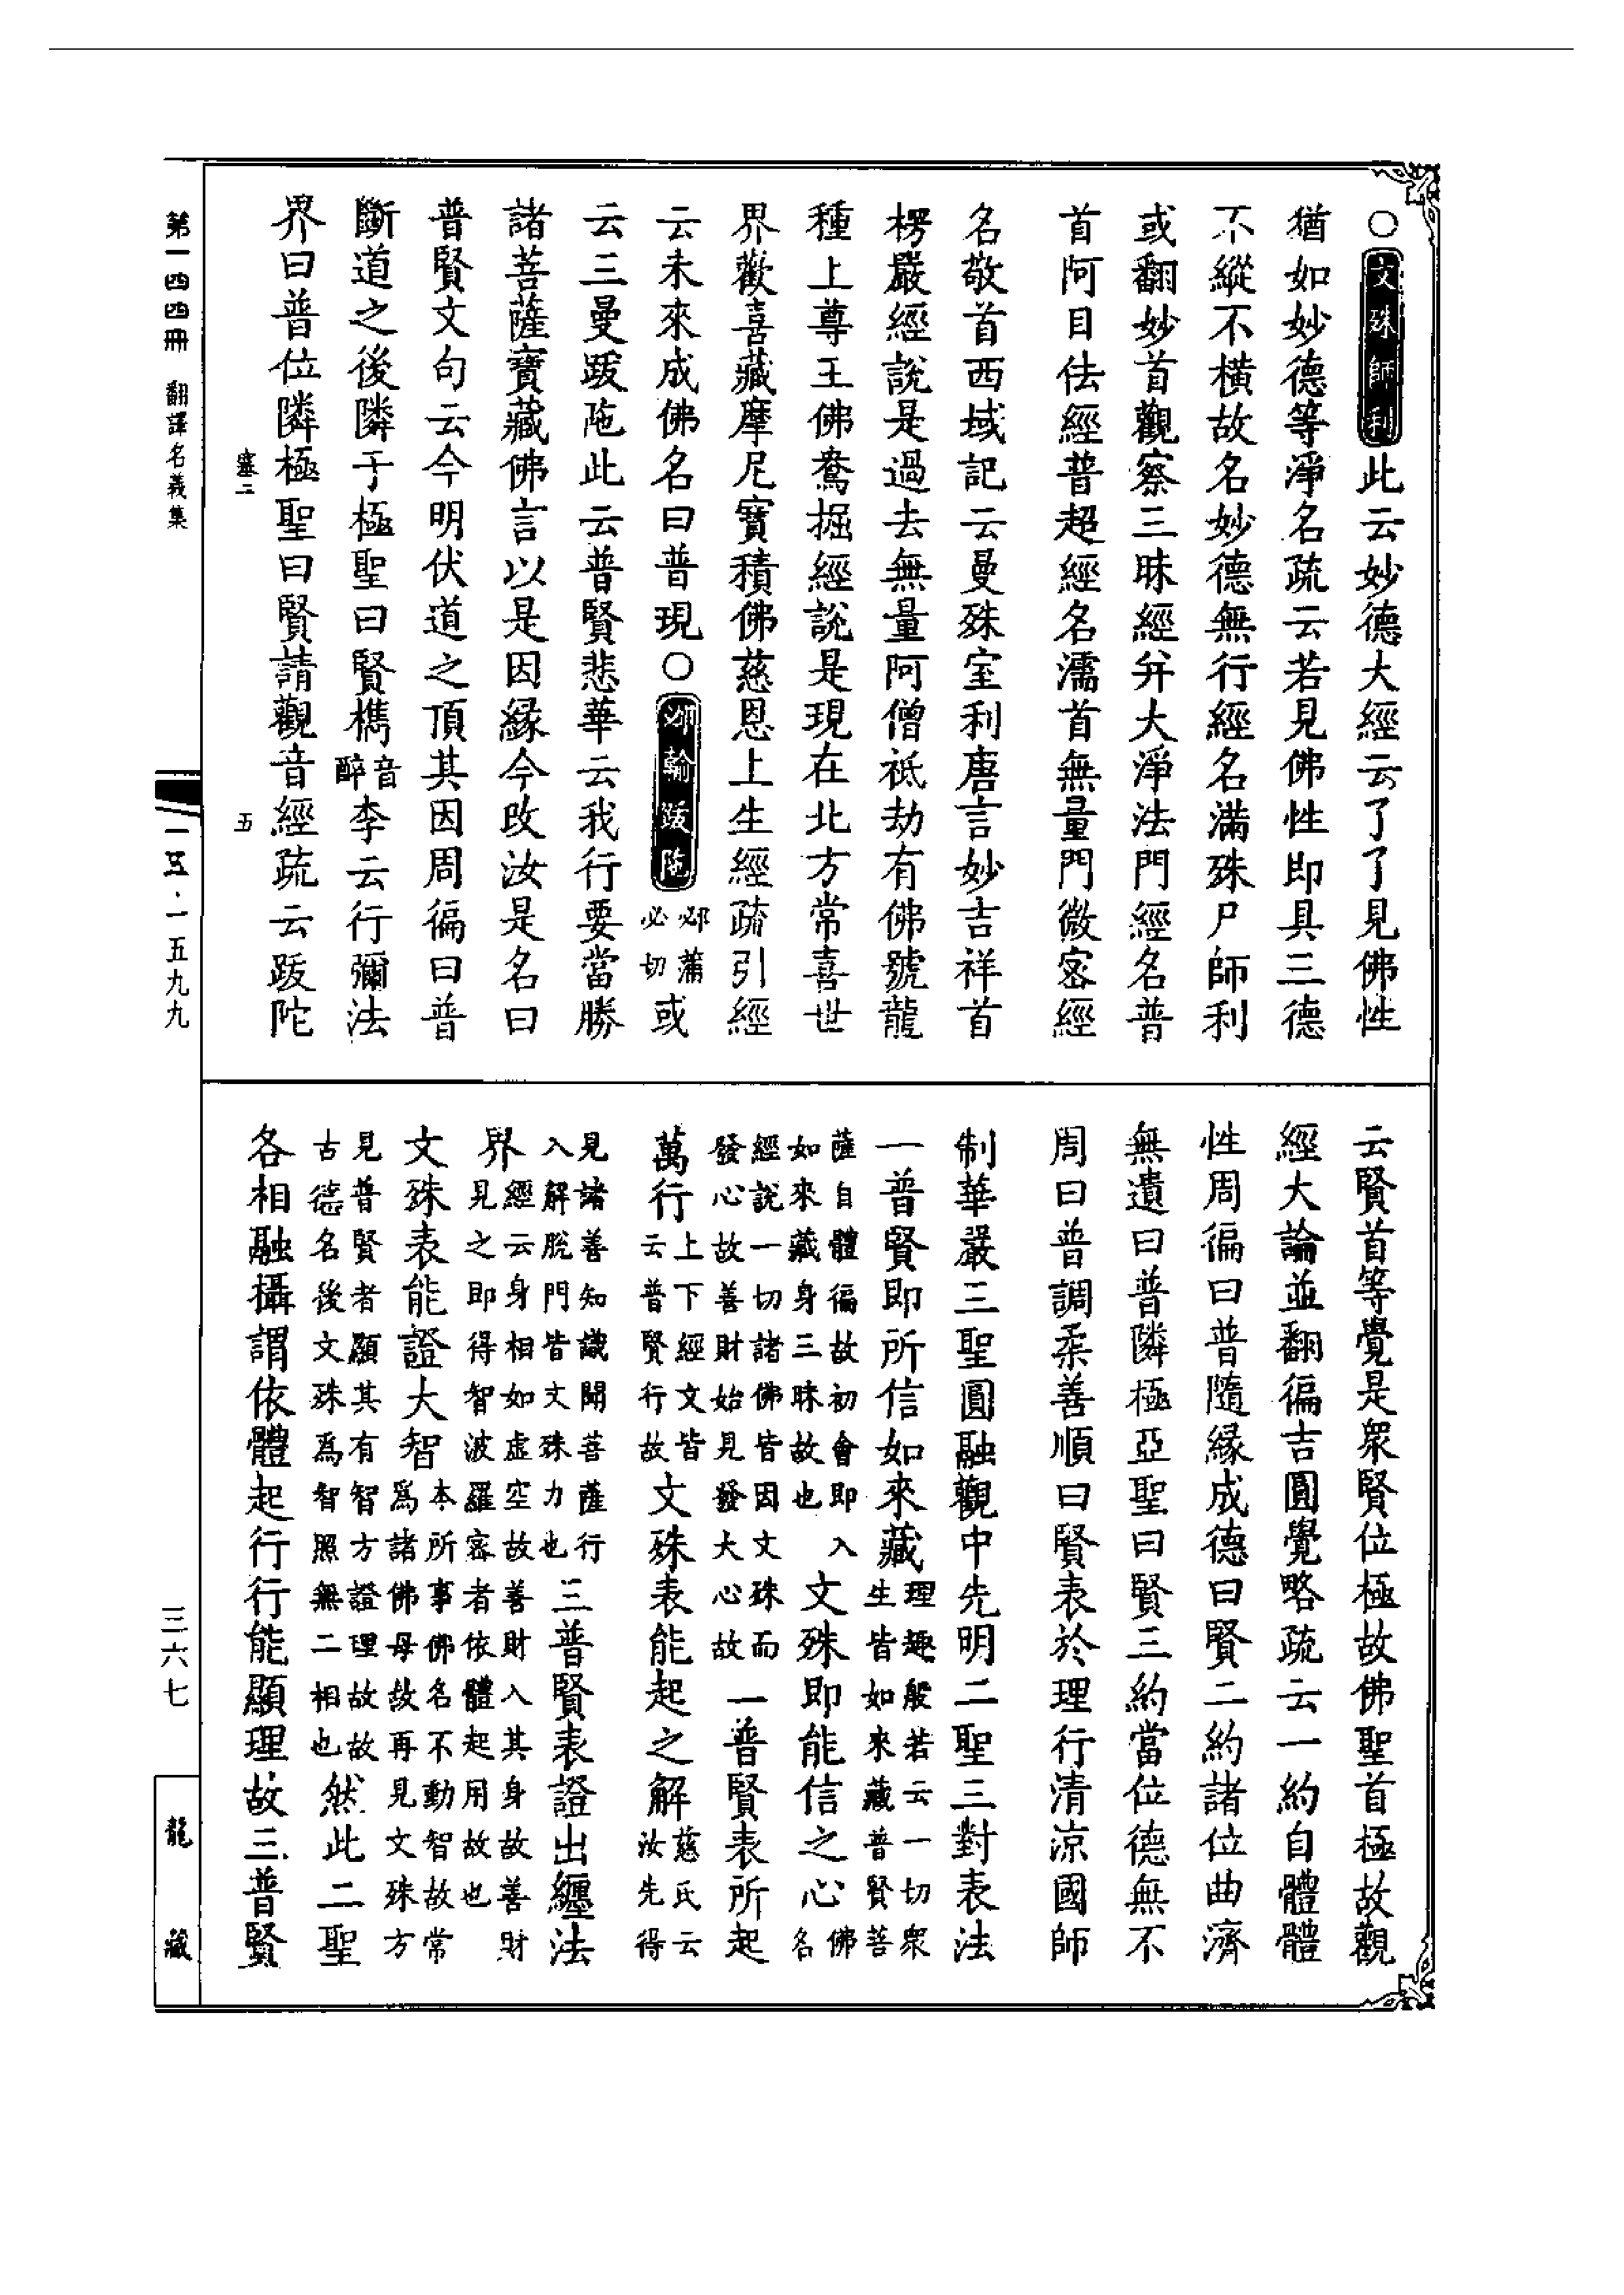 ○文殊師利此云妙德大經云了了見佛性
猶如妙德等淨名疏云若見佛性即具三德
不縱不橫故名妙德無行經名滿殊尸師利
或翻妙首觀察三昧經并大淨法門經名普
首阿目佉經普超經名濡首無量門微密經
名敬首西域記云曼殊室利唐言妙吉祥首
楞嚴經說是過去無量阿僧祇劫有佛號龍
種上尊王佛鴦掘經說是現在北方常喜世
界歡喜藏摩尼寶積佛慈恩上生經疏引經
云未來成佛名曰普現○邲輸跋陀邲蒲必切或
云三曼跋陁此云普賢悲華云我行要當勝
諸菩薩寶藏佛言以是因緣今改汝是名曰
普賢文句云今明伏道之頂其因周徧曰普
斷道之後隣于極聖曰賢檇音醉李云行彌法
界曰普位隣極聖曰賢請觀音經疏云跋陀
云賢首等覺是衆賢位極故佛聖首極故觀
經大論並翻徧吉圓覺略疏云一約自體體
性周徧曰普隨緣成德曰賢二約諸位曲濟
無遺曰普隣極亞聖曰賢三約當位德無不
周曰普調柔善順曰賢表於理行清涼國師
制華嚴三聖圓融觀中先明二聖三對表法
一普賢即所信如來藏理趣般若云一切衆生皆如來藏普賢菩
薩自體徧故初會即入如來藏身三昧故也文殊即能信之心佛名
經說一切諸佛皆因文殊而發心故善財始見發大心故一普賢表所起
萬行上下經文皆云普賢行故文殊表能起之解慈氏云汝先得
見諸善知識聞菩薩行入解脫門皆文殊力也三普賢表證出纏法
界經云身相如虛空故善財入其身故善財見之即得智波羅密者依體起用故也
文殊表能證大智本所事佛名不動智故常爲諸佛母故再見文殊方
見普賢者顯其有智方證理故故古德名後文殊爲智照無二相也然此二聖
各相融攝謂依體起行行能顯理故三普賢
第一四四冊 翻譯名義集
塞二
五
一五·一五九九
三六七
龍藏